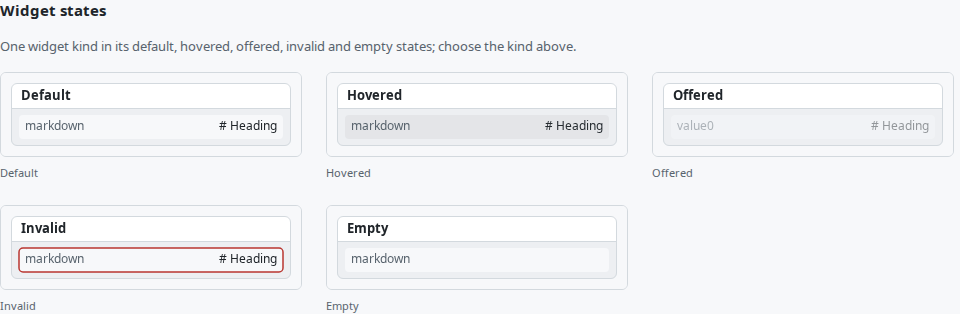 Widget states
One widget kind in its default, hovered, offered, invalid and empty states; choose the kind above.
Default
markdown # Heading
Default
Hovered
markdown # Heading
Hovered
Offered
value0 # Heading
Offered
Invalid
markdown # Heading
Invalid
Empty
markdown
Empty